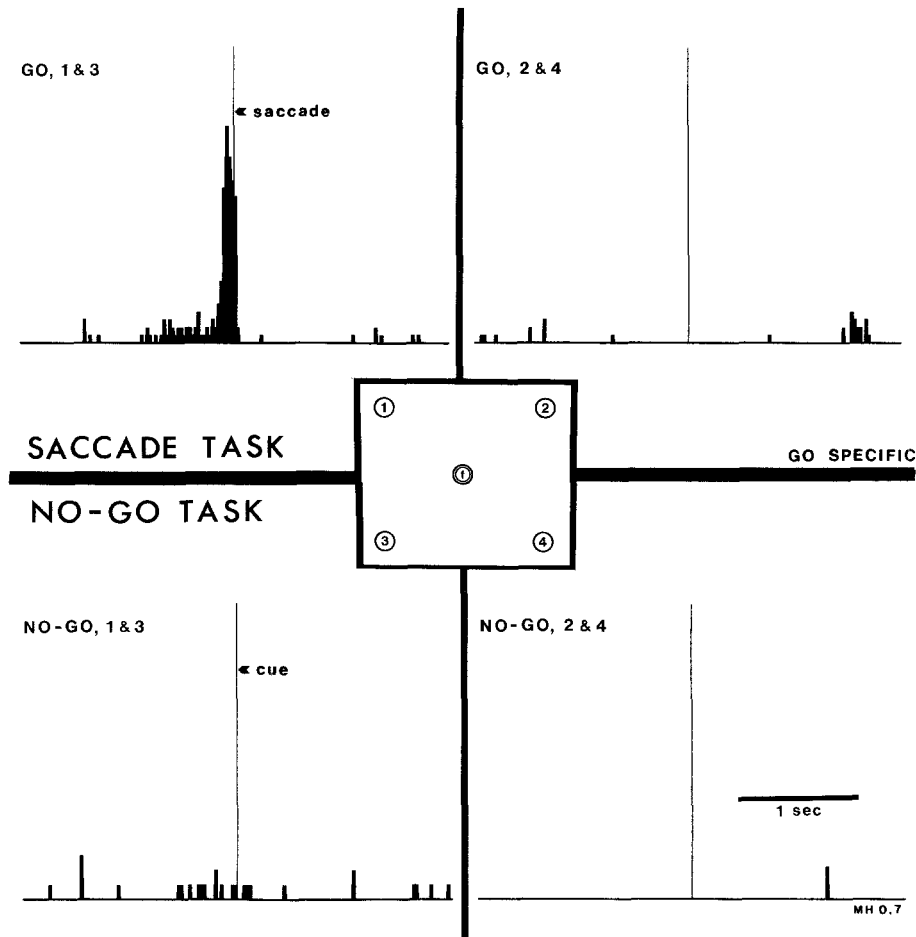 GO, 1 & 3
saccade
GO, 2 & 4
1
2
SACCADE TASK
f
GO SPECIFIC
NO-GO TASK
3
4
NO-GO, 1 & 3
NO-GO, 2 & 4
cue
1 sec
MH 0.7